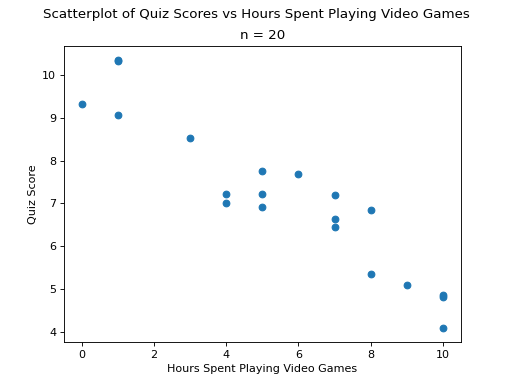 Scatterplot of Quiz Scores vs Hours Spent Playing Video Games
n = 20
10
9
8
7
6
5
4
Quiz Score
0 2 4 6 8 10
Hours Spent Playing Video Games